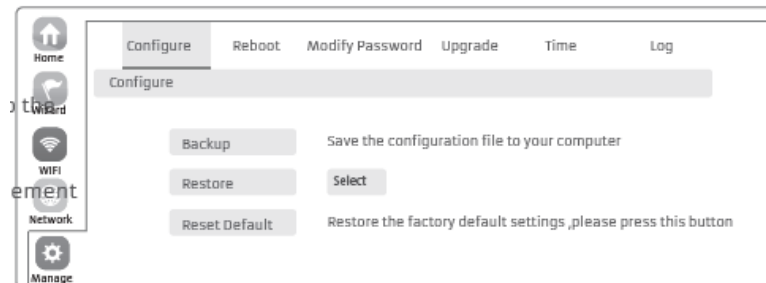 Home
Configure Reboot Modify Password Upgrade Time Log
Configure
o the
Wizard
Backup Save the configuration file to your computer
WIFI
Restore Select
ement
Network
Reset Default Restore the factory default settings ,please press this button
Manage